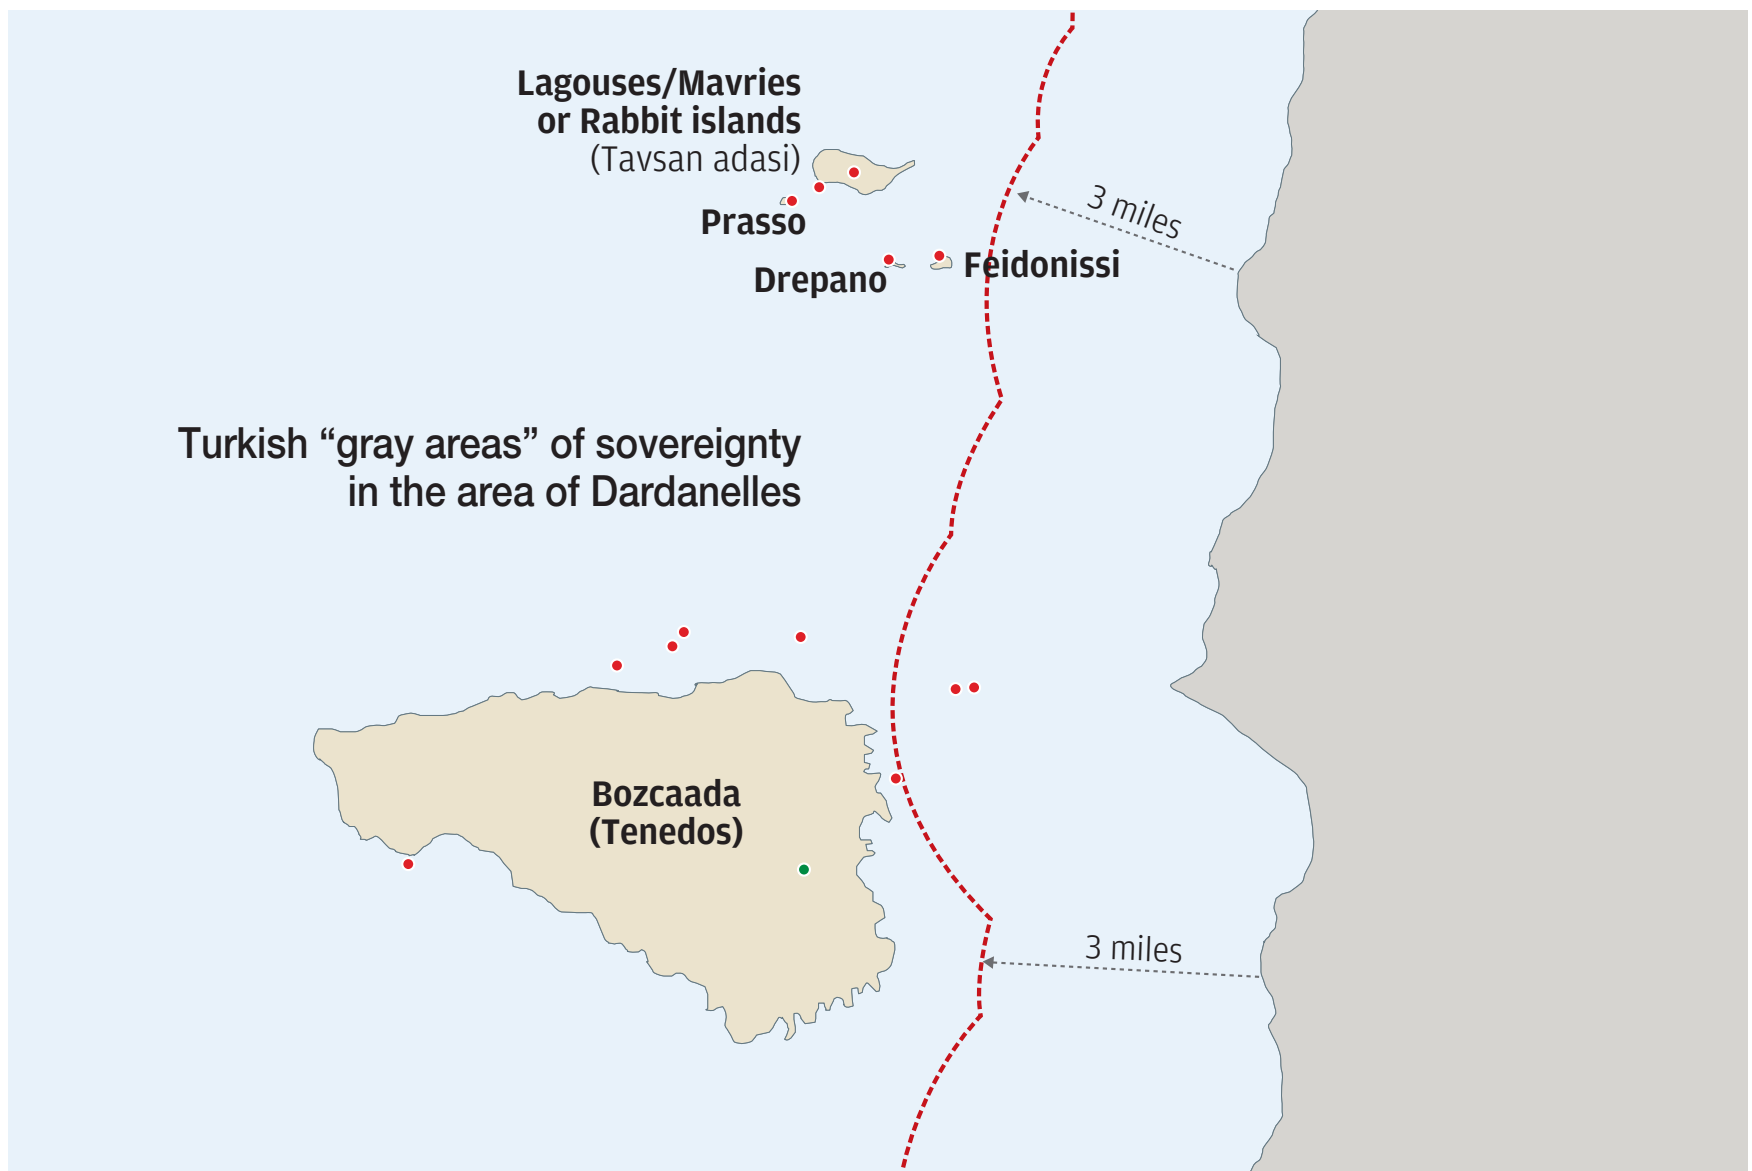 Lagouses/Mavries
or Rabbit islands
(Tavsan adasi)
3 miles
Prasso
Feidonissi
Drepano
Turkish “gray areas” of sovereignty
in the area of Dardanelles
Bozcaada
(Tenedos)
3 miles